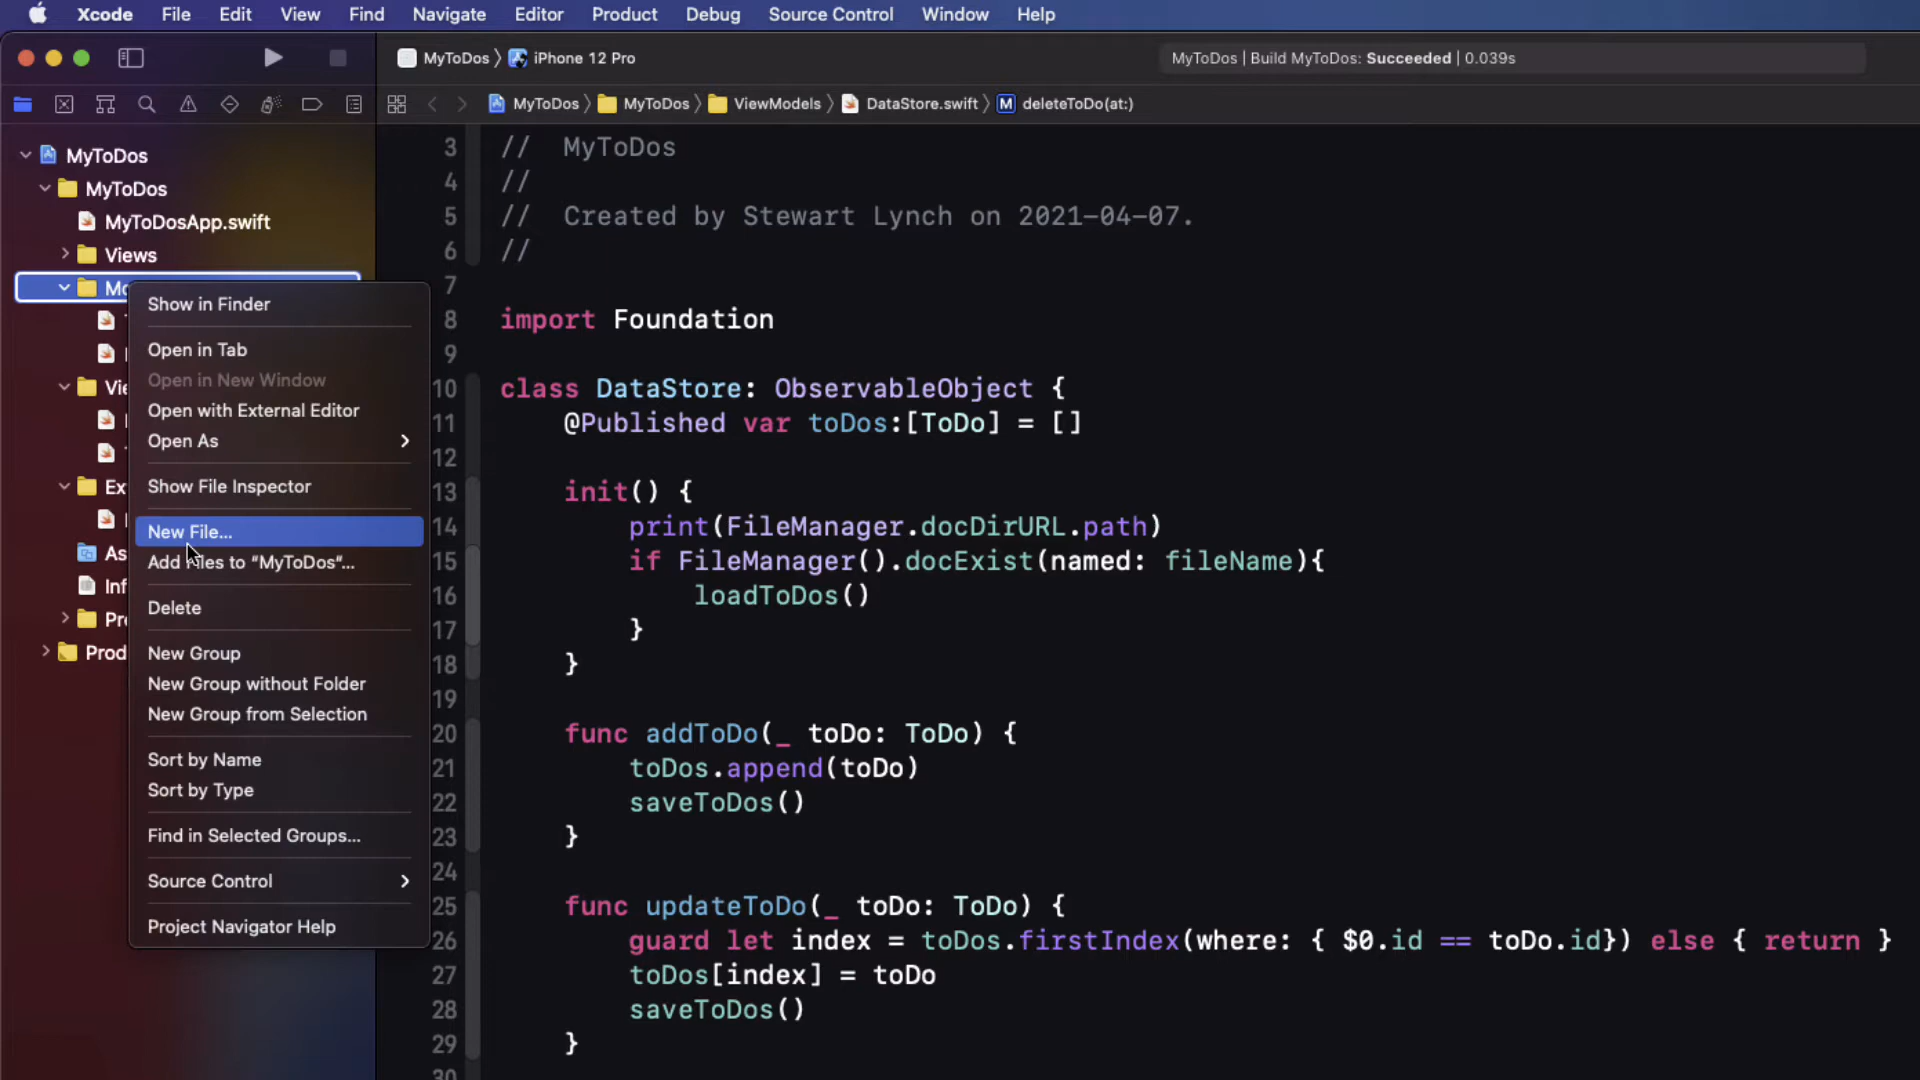 Xcode File Edit View Find Navigate Editor Product Debug Source Control Window Help
MyToDos 〉 iPhone 12 Pro
MyToDos | Build MyToDos: Succeeded | 0.039s
MyToDos 〉 MyToDos 〉 ViewModels 〉 DataStore.swift 〉 M deleteToDo(at:)
MyToDos
MyToDos
MyToDosApp.swift
Views
Vie
Ex
As
Inf
Pre
Prod
Show in Finder
Open in Tab
Open in New Window
Open with External Editor
Open As
Show File Inspector
New File...
Add Files to “MyToDos”...
Delete
New Group
New Group without Folder
New Group from Selection
Sort by Name
Sort by Type
Find in Selected Groups...
Source Control
Project Navigator Help
3 //  MyToDos
4 //
5 //  Created by Stewart Lynch on 2021-04-07.
6 //
7
8 import Foundation
9
10 class DataStore: ObservableObject {
11     @Published var toDos:[ToDo] = []
12
13     init() {
14         print(FileManager.docDirURL.path)
15         if FileManager().docExist(named: fileName){
16             loadToDos()
17         }
18     }
19
20     func addToDo(_ toDo: ToDo) {
21         toDos.append(toDo)
22         saveToDos()
23     }
24
25     func updateToDo(_ toDo: ToDo) {
26         guard let index = toDos.firstIndex(where: { $0.id == toDo.id}) else { return }
27         toDos[index] = toDo
28         saveToDos()
29     }
30